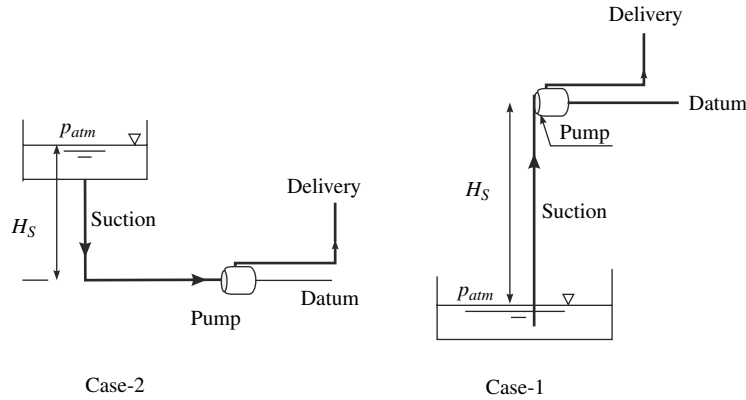 p_atm
H_S
Suction
Delivery
Pump
Datum
Case-2
Delivery
Datum
Pump
H_S
Suction
p_atm
Case-1